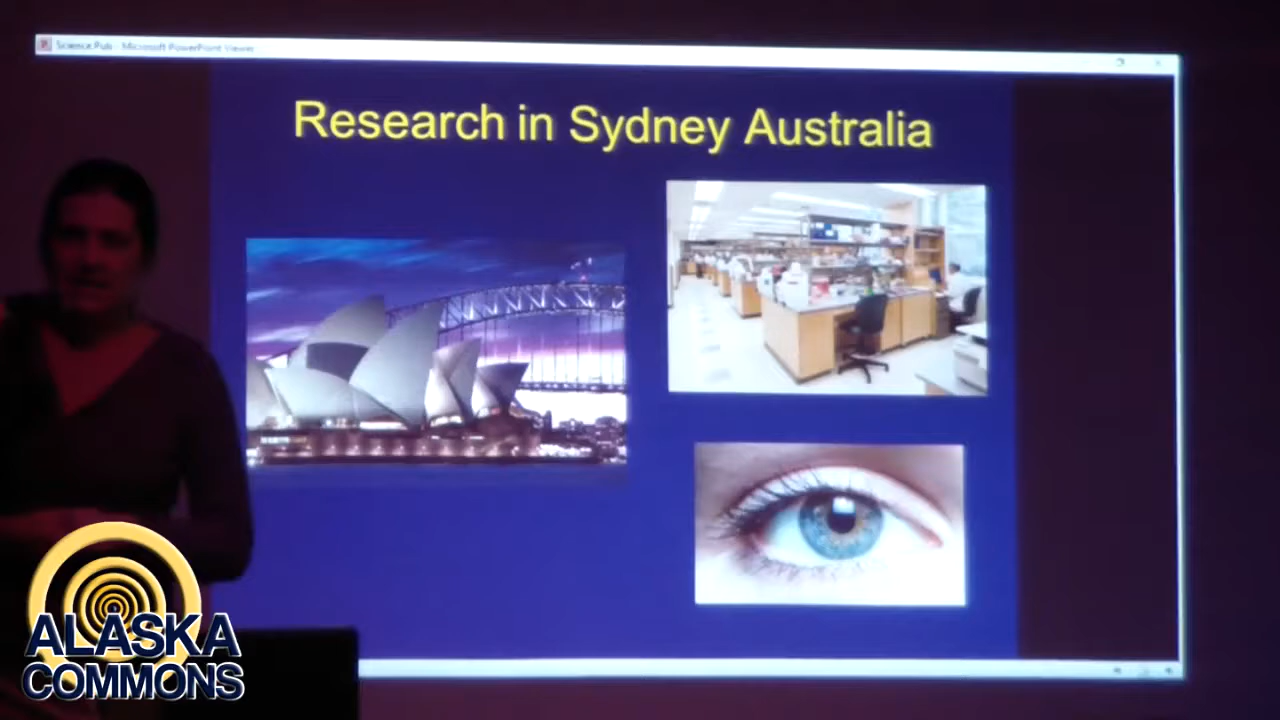 Science Pub - Microsoft PowerPoint Viewer
Research in Sydney Australia
ALASKA
COMMONS